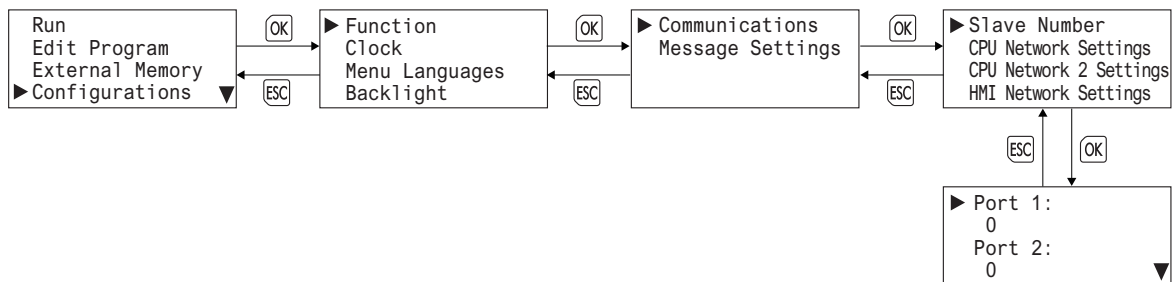 Run
Edit Program
External Memory
▶Configurations ▼
OK
ESC
▶Function
Clock
Menu Languages
Backlight
OK
ESC
▶Communications
Message Settings
OK
ESC
▶Slave Number
CPU Network Settings
CPU Network 2 Settings
HMI Network Settings
ESC
OK
▶Port 1:
0
Port 2:
0 ▼